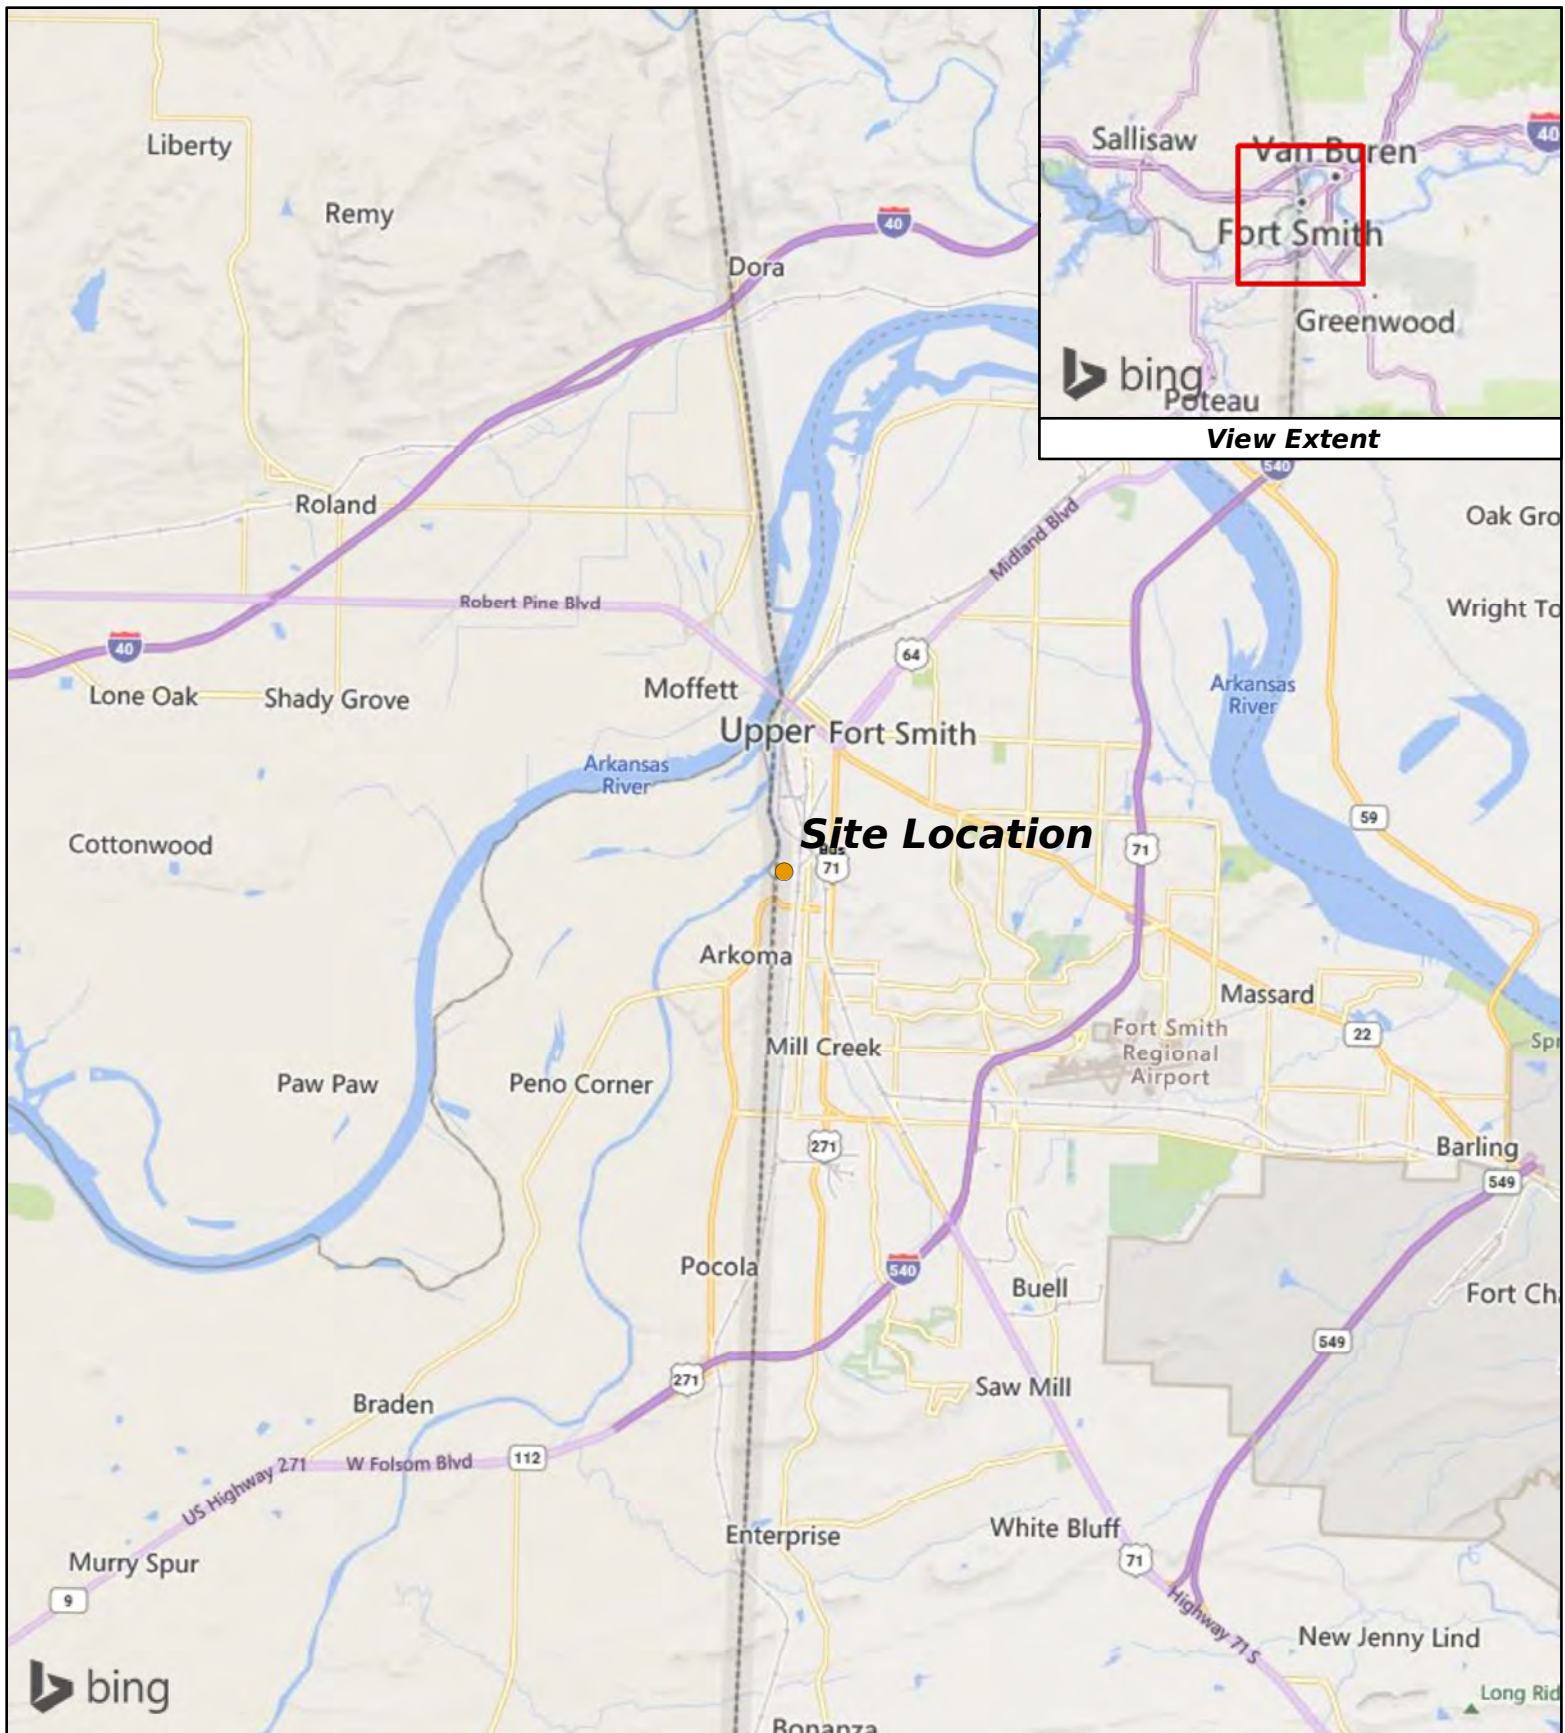 Liberty
Remy
40
Dora
Sallisaw
Van Buren
40
Fort Smith
Greenwood
bing
Poteau
View Extent
540
Roland
Midland Blvd
Oak Gro
Robert Pine Blvd
Wright To
40
64
Lone Oak
Shady Grove
Moffett
Arkansas
River
Upper Fort Smith
Arkansas
River
59
Cottonwood
Site Location
Bus
71
71
Arkoma
Massard
Fort Smith
Regional
Airport
22
Spr
Mill Creek
Paw Paw
Peno Corner
271
Barling
549
Pocola
540
Buell
Fort Ch
549
271
Saw Mill
Braden
US Highway 271
W Folsom Blvd
112
Enterprise
White Bluff
71
Murry Spur
9
Highway 71 S
New Jenny Lind
bing
Long Rid
Bonanza